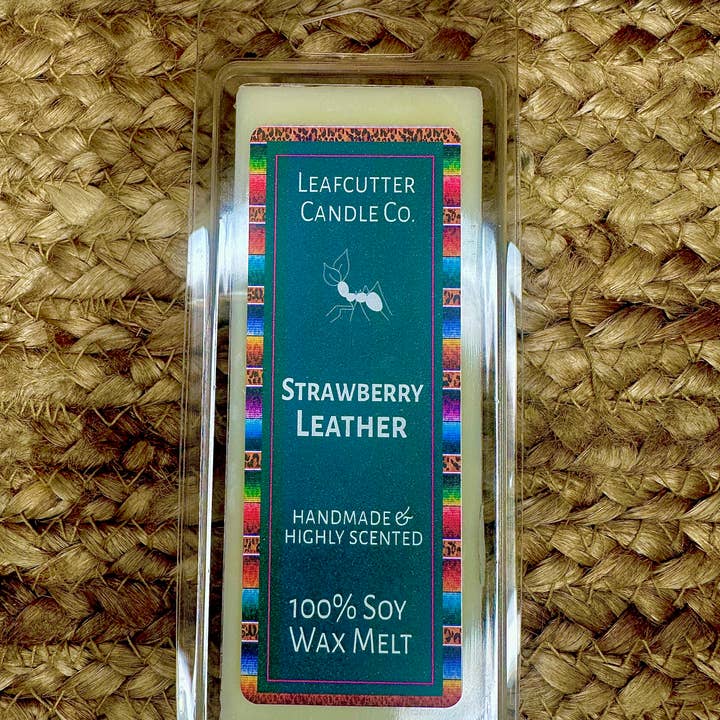 Leafcutter
Candle Co.
Strawberry
Leather
Handmade &
Highly Scented
100% Soy
Wax Melt